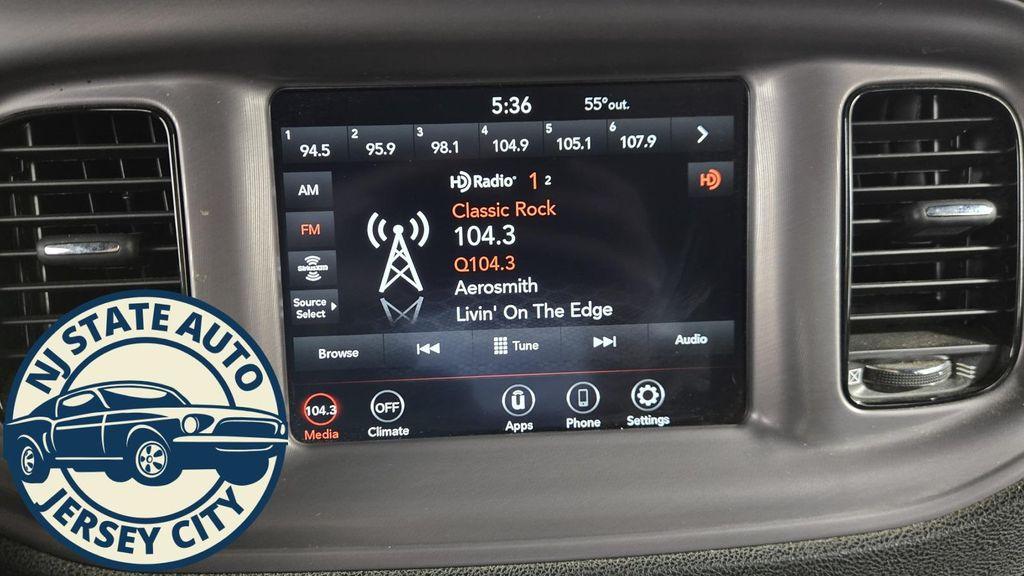 5:36 55°out.
1 94.5 2 95.9 3 98.1 4 104.9 5 105.1 6 107.9
AM
HD Radio 1 2
HD
Classic Rock
FM
104.3
Q104.3
SiriusXM
Aerosmith
Source
Select
Livin' On The Edge
Browse Tune Audio
104.3 OFF
Media Climate Apps Phone Settings
NJ STATE AUTO
JERSEY CITY